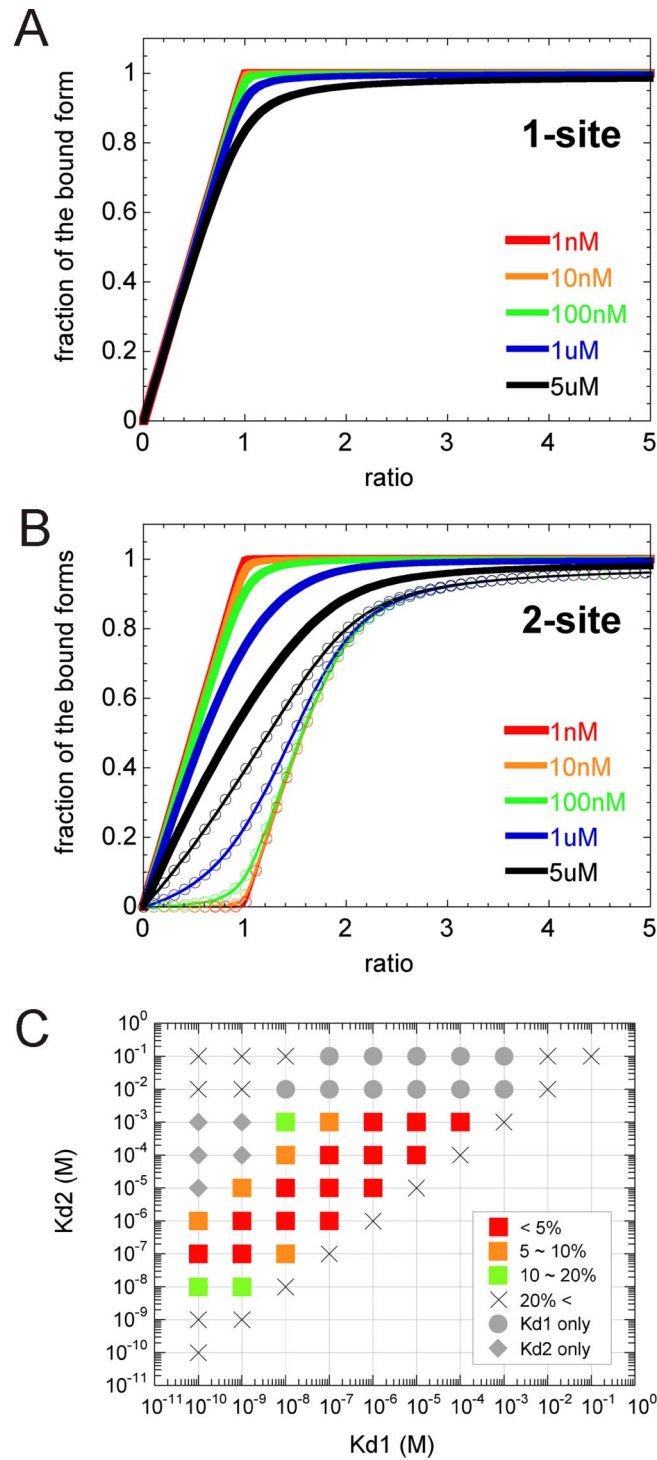 A
fraction of the bound form
1
0.8
0.6
0.4
0.2
0
1-site
1nM
10nM
100nM
1uM
5uM
0 1 2 3 4 5
ratio
B
fraction of the bound forms
1
0.8
0.6
0.4
0.2
0
2-site
1nM
10nM
100nM
1uM
5uM
0 1 2 3 4 5
ratio
C
Kd2 (M)
10⁰
10⁻¹
10⁻²
10⁻³
10⁻⁴
10⁻⁵
10⁻⁶
10⁻⁷
10⁻⁸
10⁻⁹
10⁻¹⁰
10⁻¹¹
< 5%
5 ~ 10%
10 ~ 20%
20% <
Kd1 only
Kd2 only
10⁻¹¹ 10⁻¹⁰ 10⁻⁹ 10⁻⁸ 10⁻⁷ 10⁻⁶ 10⁻⁵ 10⁻⁴ 10⁻³ 10⁻² 10⁻¹ 10⁰
Kd1 (M)